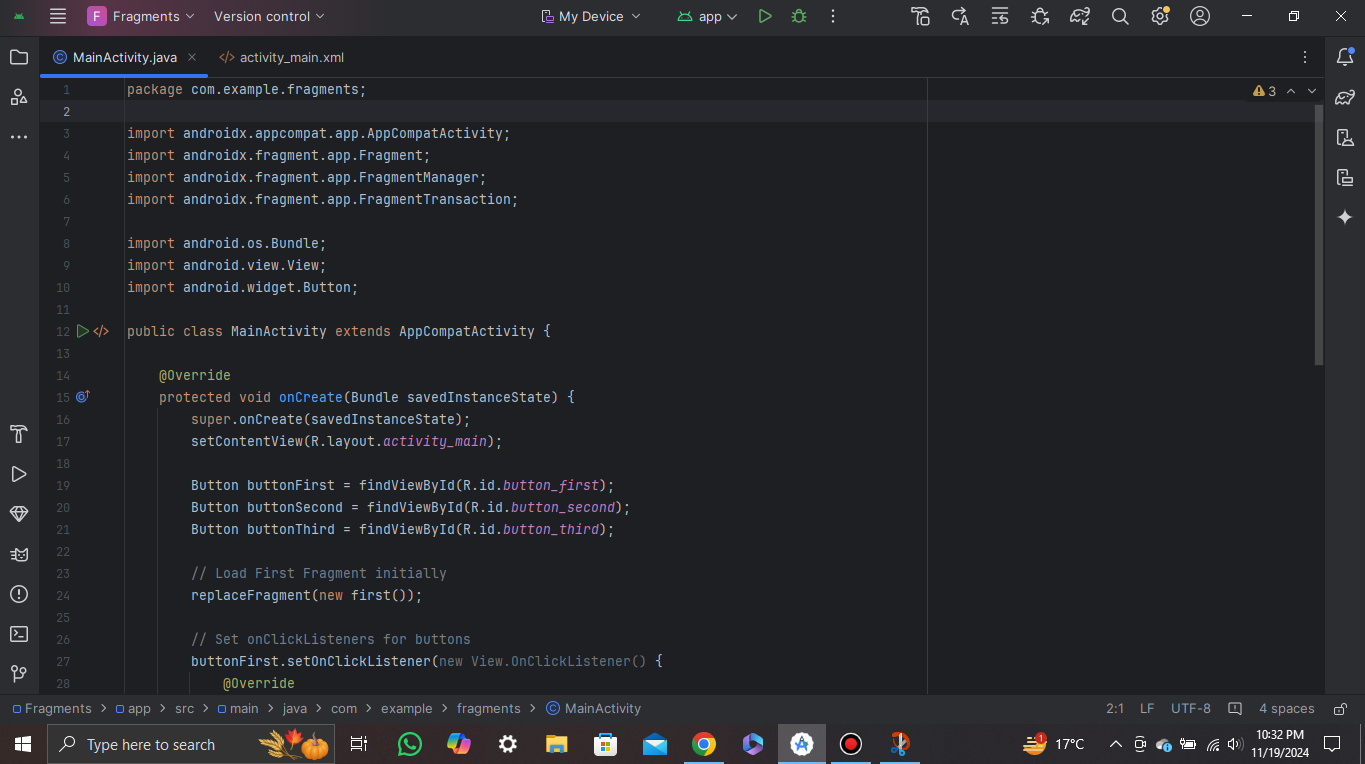 F Fragments Version control My Device app
MainActivity.java activity_main.xml
3
1 package com.example.fragments;
2
3 import androidx.appcompat.app.AppCompatActivity;
4 import androidx.fragment.app.Fragment;
5 import androidx.fragment.app.FragmentManager;
6 import androidx.fragment.app.FragmentTransaction;
7
8 import android.os.Bundle;
9 import android.view.View;
10 import android.widget.Button;
11
12 public class MainActivity extends AppCompatActivity {
13
14 @Override
15 protected void onCreate(Bundle savedInstanceState) {
16 super.onCreate(savedInstanceState);
17 setContentView(R.layout.activity_main);
18
19 Button buttonFirst = findViewById(R.id.button_first);
20 Button buttonSecond = findViewById(R.id.button_second);
21 Button buttonThird = findViewById(R.id.button_third);
22
23 // Load First Fragment initially
24 replaceFragment(new first());
25
26 // Set onClickListeners for buttons
27 buttonFirst.setOnClickListener(new View.OnClickListener() {
28 @Override
Fragments > app > src > main > java > com > example > fragments > MainActivity 2:1 LF UTF-8 4 spaces
Type here to search 1 17°C 10:32 PM
11/19/2024